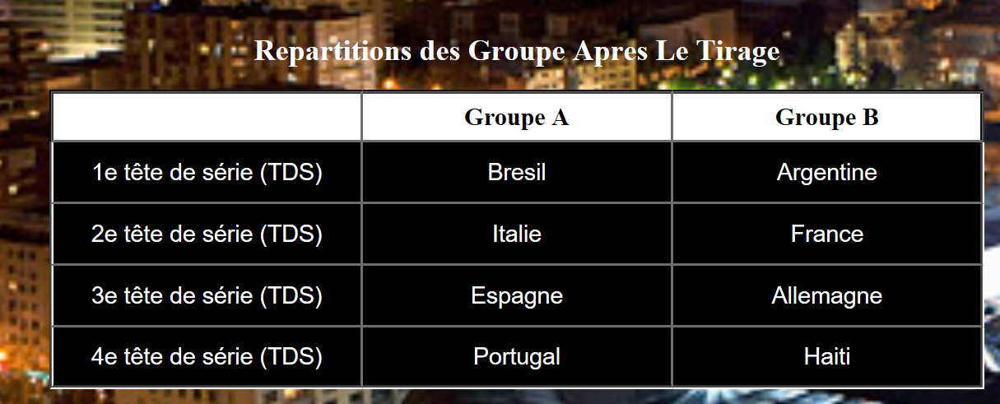 Repartitions des Groupe Apres Le Tirage
Groupe A Groupe B
1e tête de série (TDS) Bresil Argentine
2e tête de série (TDS) Italie France
3e tête de série (TDS) Espagne Allemagne
4e tête de série (TDS) Portugal Haiti